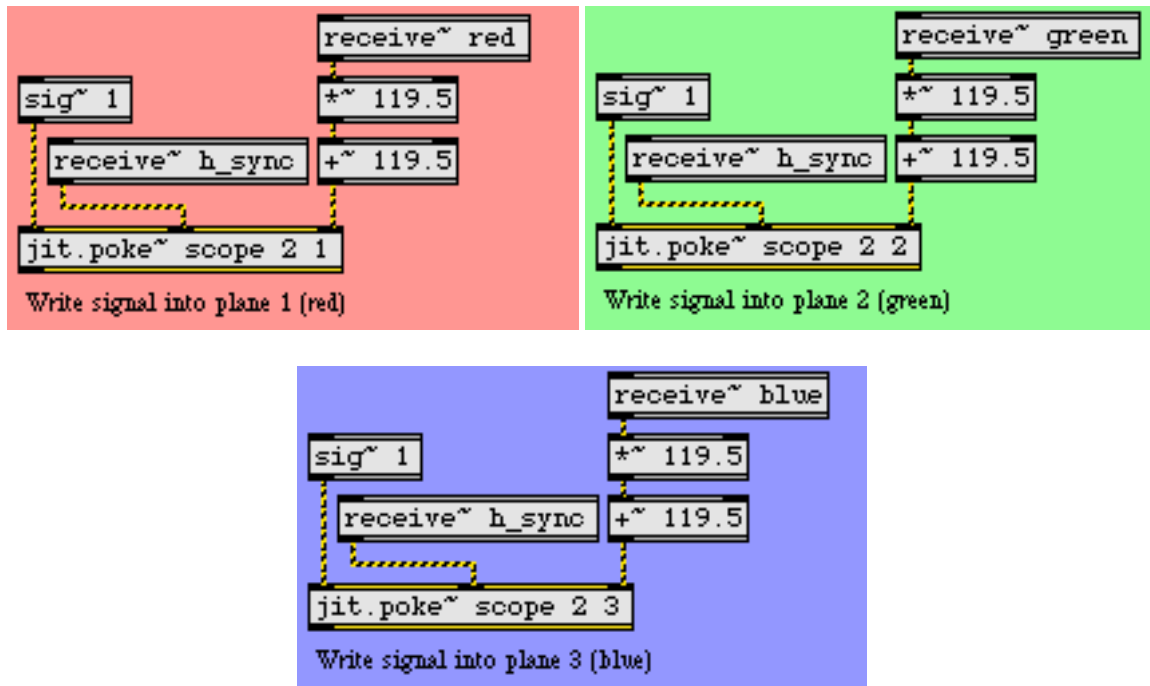 receive~ red
sig~ 1
*~ 119.5
receive~ h_sync
+~ 119.5
jit.poke~ scope 2 1
Write signal into plane 1 (red)
receive~ green
sig~ 1
*~ 119.5
receive~ h_sync
+~ 119.5
jit.poke~ scope 2 2
Write signal into plane 2 (green)
receive~ blue
sig~ 1
*~ 119.5
receive~ h_sync
+~ 119.5
jit.poke~ scope 2 3
Write signal into plane 3 (blue)